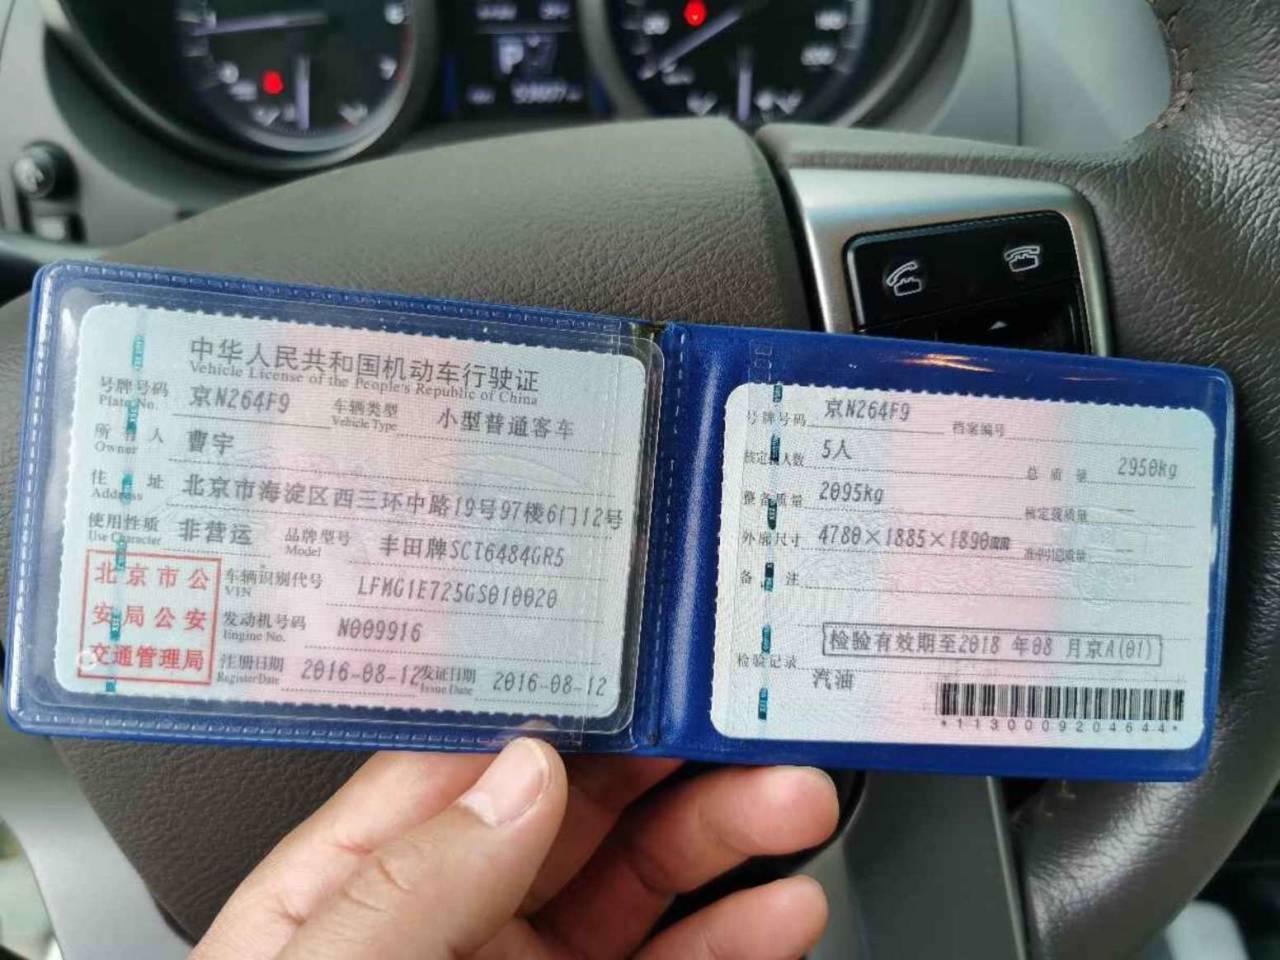 中华人民共和国机动车行驶证
Vehicle License of the People's Republic of China
号牌号码 京N264F9 车辆类型 小型普通客车
Plate No. Vehicle Type
所有人 曹宇
Owner
住址 北京市海淀区西三环中路19号97楼6门12号
Address
使用性质 非营运 品牌型号 丰田牌SCT6484GR5
Use Character Model
北京市公
安局公安
交通管理局
车辆识别代号 LFMG1E725GS010020
VIN
发动机号码 N009916
Engine No.
注册日期 2016-08-12 发证日期 2016-08-12
Register Date Issue Date
号牌号码 京N264F9 档案编号
核定载人数 5人 总质量 2950kg
整备质量 2095kg 核定载质量
外廓尺寸 4780×1885×1890mm 准牵引总质量
备注
检验有效期至2018 年08 月京A(01)
检验记录
汽油
*1130009204644*
P